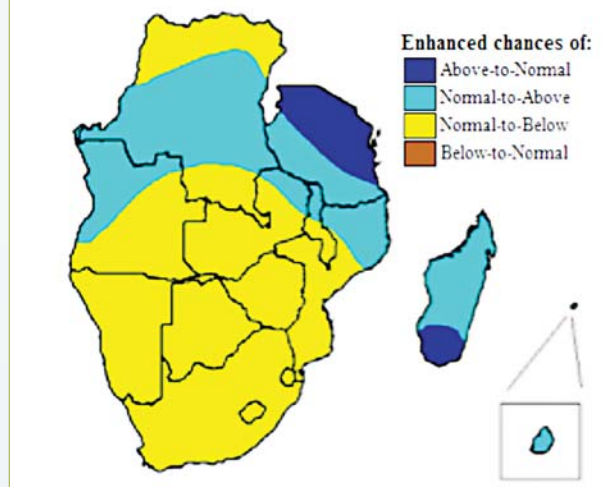 Enhanced chances of:
Above-to-Normal
Normal-to-Above
Normal-to-Below
Below-to-Normal